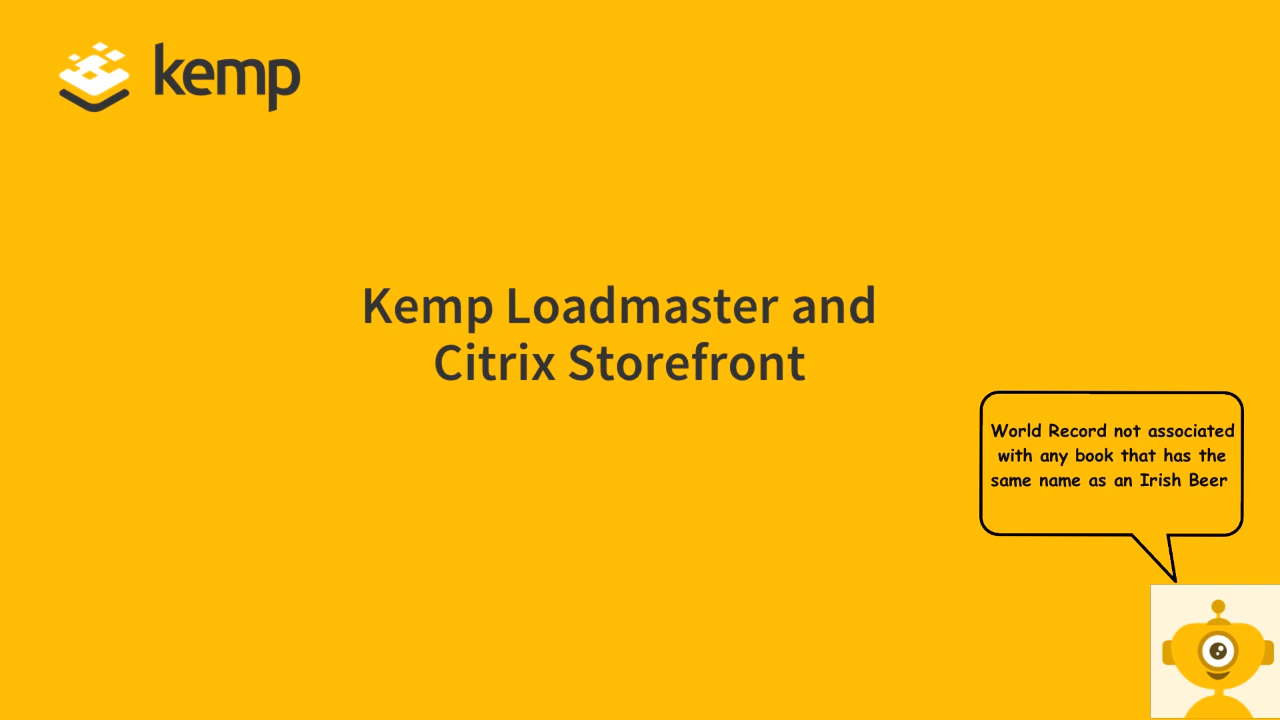 kemp
Kemp Loadmaster and
Citrix Storefront
World Record not associated
with any book that has the
same name as an Irish Beer